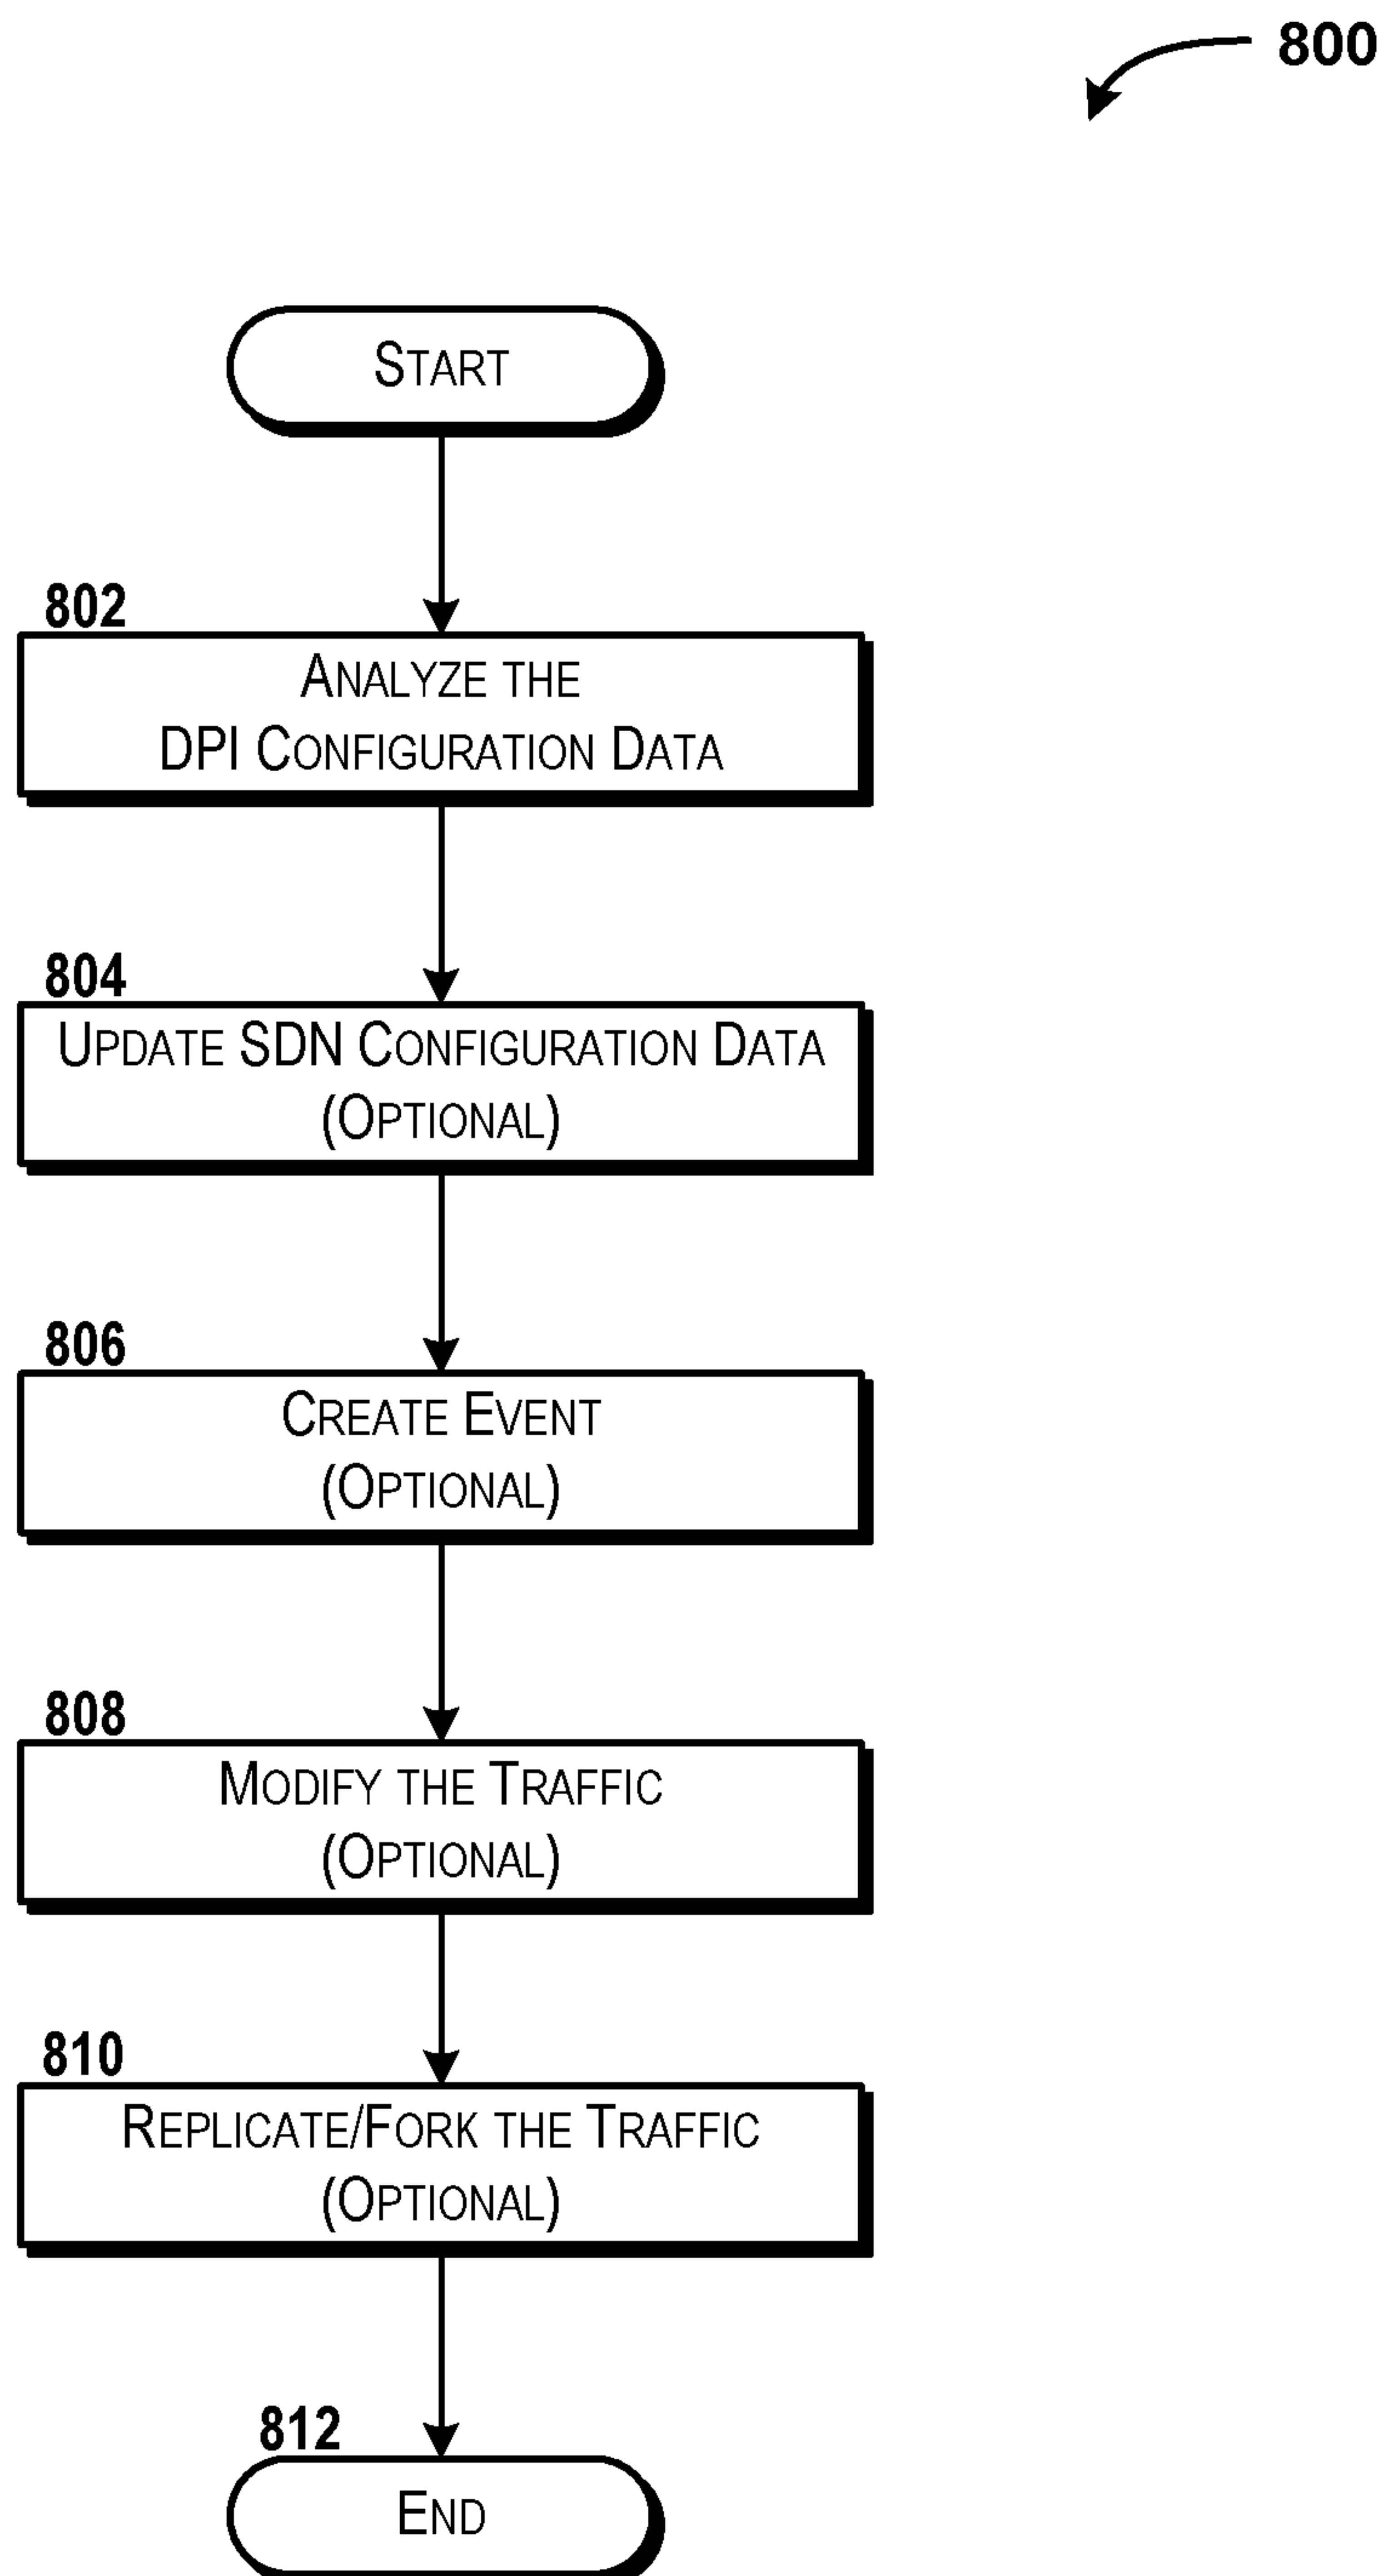 800
START
802
ANALYZE THE
DPI CONFIGURATION DATA
804
UPDATE SDN CONFIGURATION DATA
(OPTIONAL)
806
CREATE EVENT
(OPTIONAL)
808
MODIFY THE TRAFFIC
(OPTIONAL)
810
REPLICATE/FORK THE TRAFFIC
(OPTIONAL)
812
END